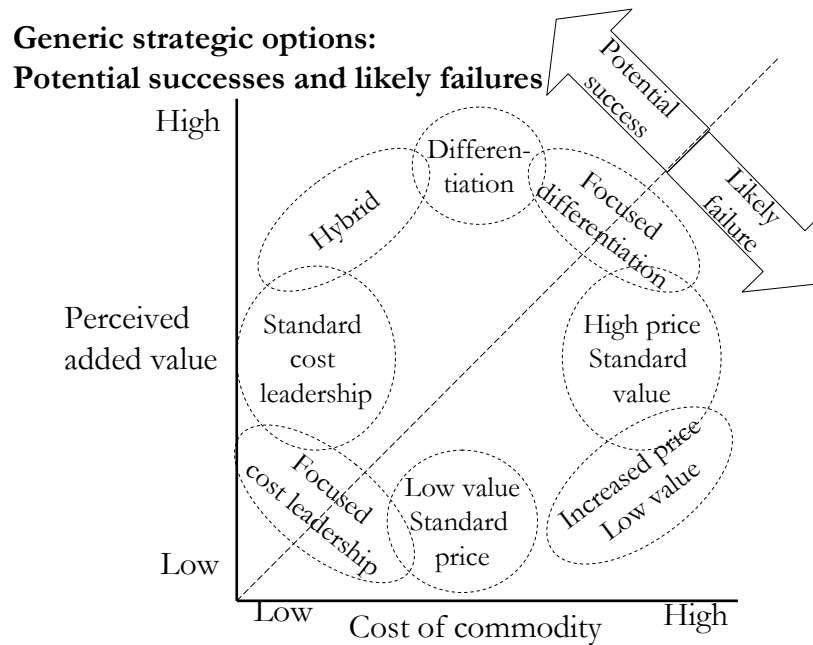 Generic strategic options:
Potential successes and likely failures
Potential
success
Likely
failure
High
Differen-
tiation
Hybrid
Focused
differentiation
Perceived
added value
Standard
cost
leadership
High price
Standard
value
Focused
cost leadership
Low value
Standard
price
Increased price
Low value
Low
Low
High
Cost of commodity